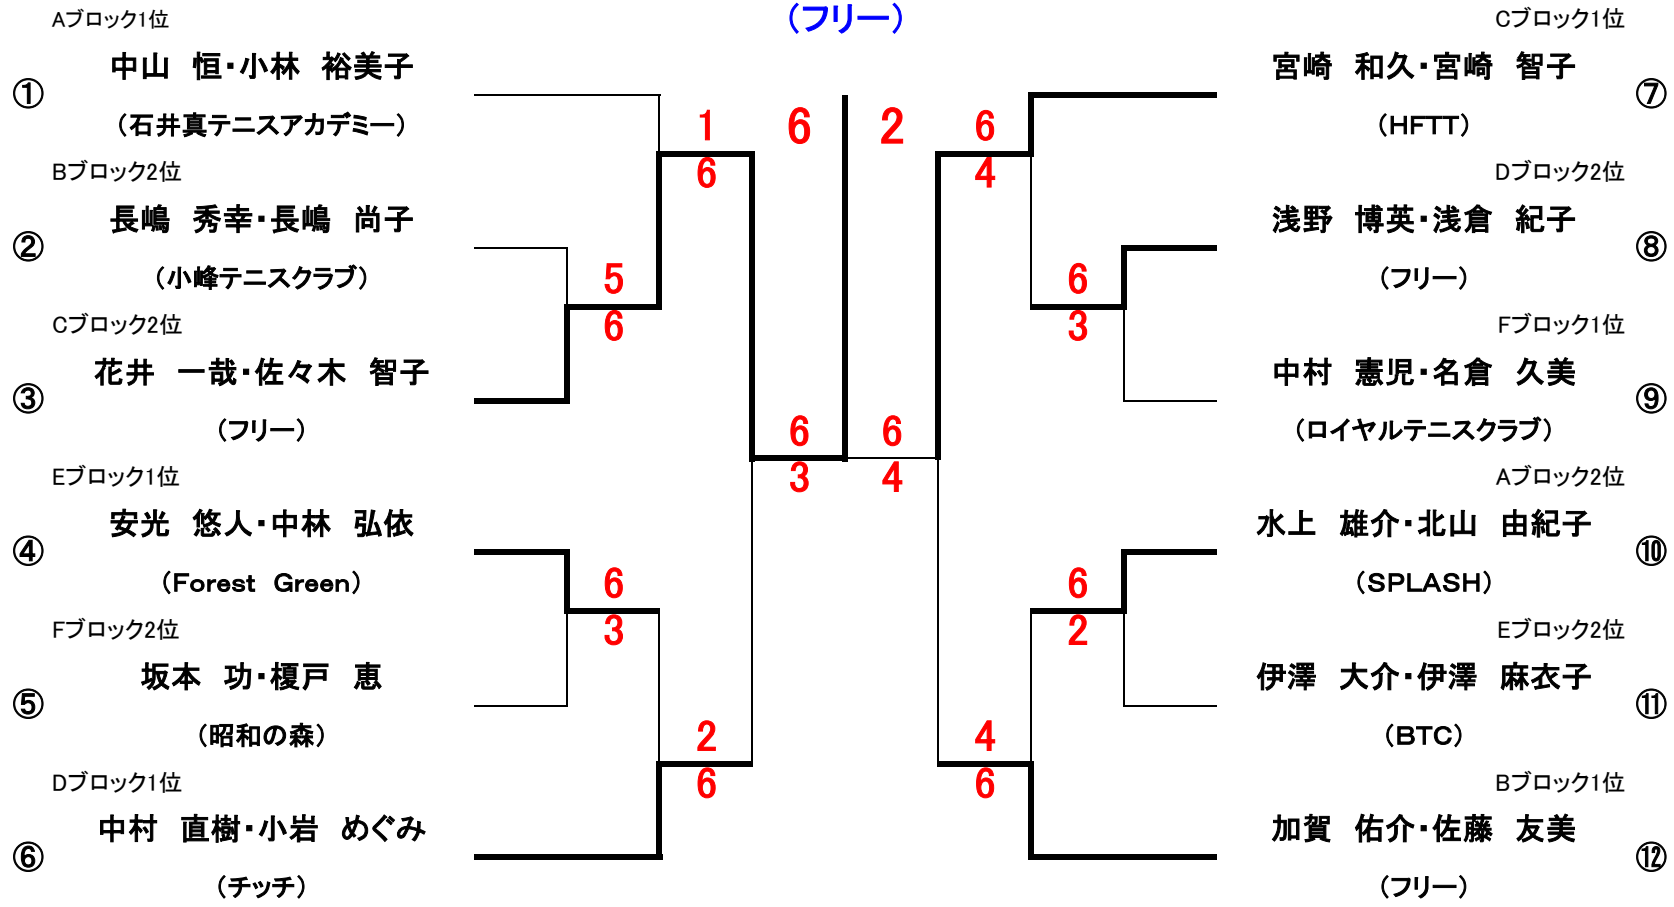 （フリー）
Aブロック1位
中山　恒・小林　裕美子
①
（石井真テニスアカデミー）
Bブロック2位
長嶋　秀幸・長嶋　尚子
②
（小峰テニスクラブ）
Cブロック2位
花井　一哉・佐々木　智子
③
（フリー）
Eブロック1位
安光　悠人・中林　弘依
④
（Forest　Green）
Fブロック2位
坂本　功・榎戸　恵
⑤
（昭和の森）
Dブロック1位
中村　直樹・小岩　めぐみ
⑥
（チッチ）
1
6
5
6
6
3
2
6
6
3
6
2
6
4
6
4
6
3
6
2
4
6
Cブロック1位
宮崎　和久・宮崎　智子
⑦
（HFTT）
Dブロック2位
浅野　博英・浅倉　紀子
⑧
（フリー）
Fブロック1位
中村　憲児・名倉　久美
⑨
（ロイヤルテニスクラブ）
Aブロック2位
水上　雄介・北山　由紀子
⑩
（SPLASH）
Eブロック2位
伊澤　大介・伊澤　麻衣子
⑪
（BTC）
Bブロック1位
加賀　佑介・佐藤　友美
⑫
（フリー）